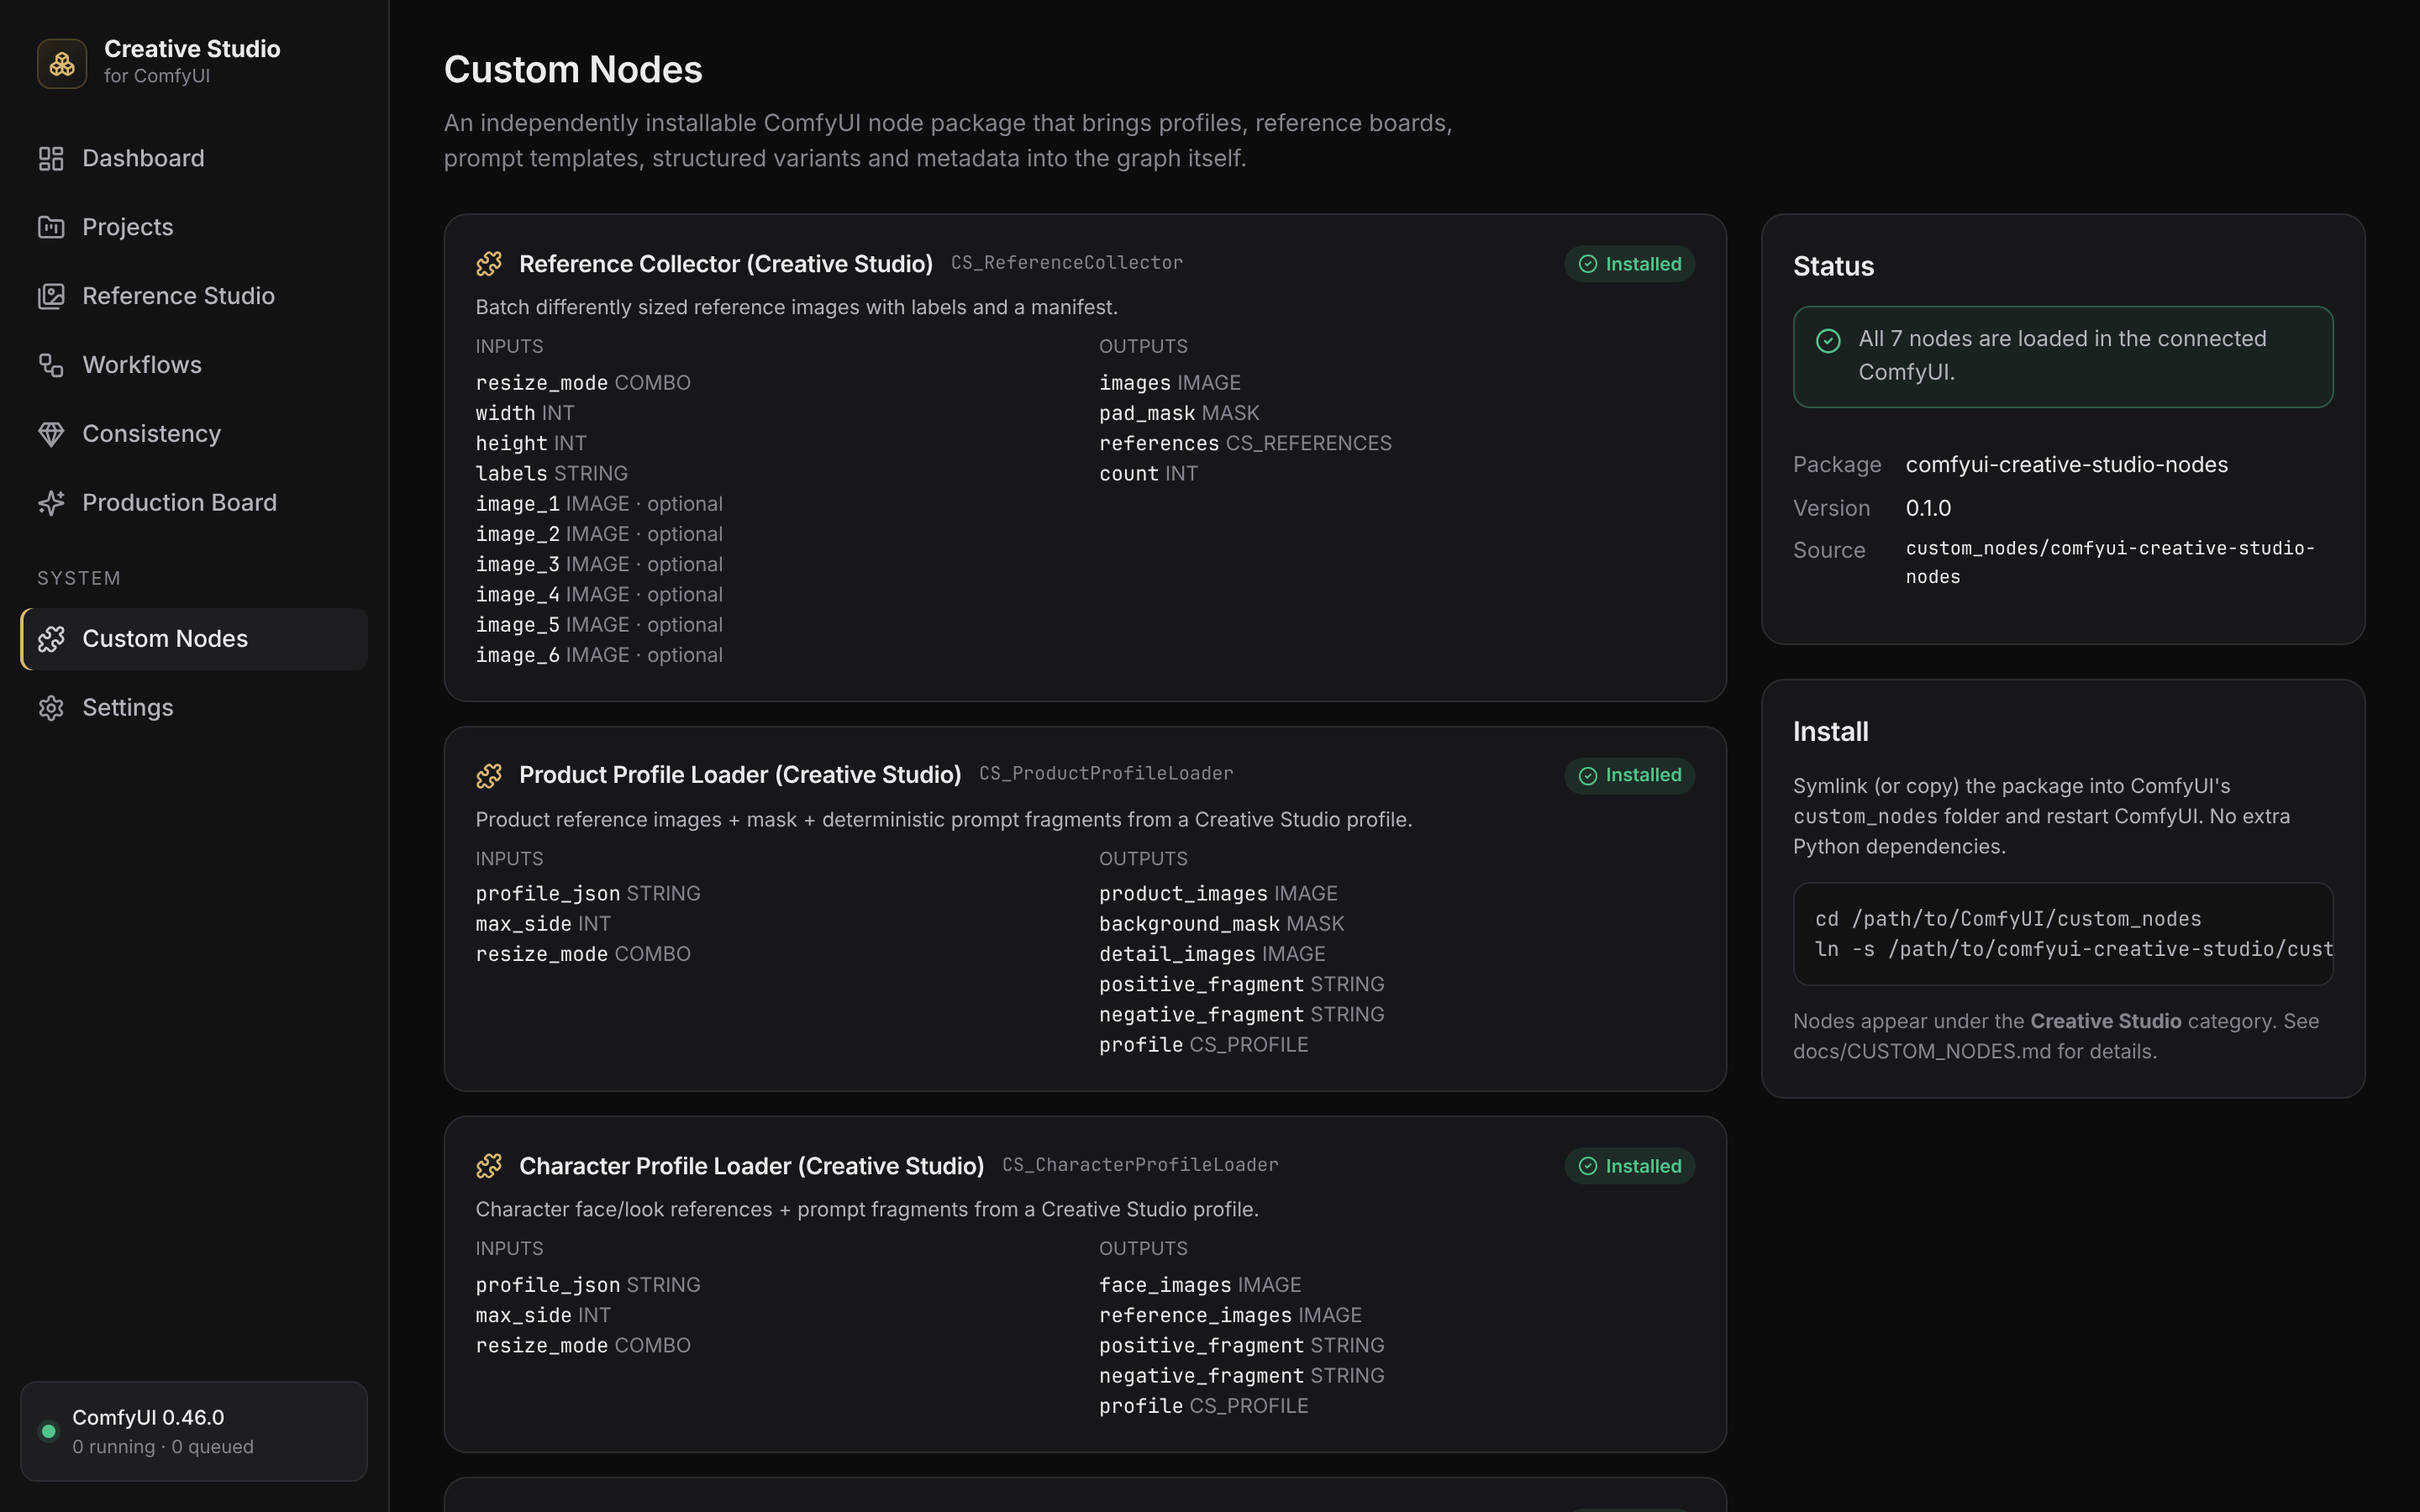 Creative Studio
for ComfyUI
Dashboard
Projects
Reference Studio
Workflows
Consistency
Production Board
SYSTEM
Custom Nodes
Settings
ComfyUI 0.46.0
0 running · 0 queued
Custom Nodes
An independently installable ComfyUI node package that brings profiles, reference boards,
prompt templates, structured variants and metadata into the graph itself.
Reference Collector (Creative Studio) CS_ReferenceCollector Installed
Batch differently sized reference images with labels and a manifest.
INPUTS
resize_mode COMBO
width INT
height INT
labels STRING
image_1 IMAGE · optional
image_2 IMAGE · optional
image_3 IMAGE · optional
image_4 IMAGE · optional
image_5 IMAGE · optional
image_6 IMAGE · optional
OUTPUTS
images IMAGE
pad_mask MASK
references CS_REFERENCES
count INT
Product Profile Loader (Creative Studio) CS_ProductProfileLoader Installed
Product reference images + mask + deterministic prompt fragments from a Creative Studio profile.
INPUTS
profile_json STRING
max_side INT
resize_mode COMBO
OUTPUTS
product_images IMAGE
background_mask MASK
detail_images IMAGE
positive_fragment STRING
negative_fragment STRING
profile CS_PROFILE
Character Profile Loader (Creative Studio) CS_CharacterProfileLoader Installed
Character face/look references + prompt fragments from a Creative Studio profile.
INPUTS
profile_json STRING
max_side INT
resize_mode COMBO
OUTPUTS
face_images IMAGE
reference_images IMAGE
positive_fragment STRING
negative_fragment STRING
profile CS_PROFILE
Status
All 7 nodes are loaded in the connected
ComfyUI.
Package comfyui-creative-studio-nodes
Version 0.1.0
Source custom_nodes/comfyui-creative-studio-
nodes
Install
Symlink (or copy) the package into ComfyUI's
custom_nodes folder and restart ComfyUI. No extra
Python dependencies.
cd /path/to/ComfyUI/custom_nodes
ln -s /path/to/comfyui-creative-studio/cust
Nodes appear under the Creative Studio category. See
docs/CUSTOM_NODES.md for details.